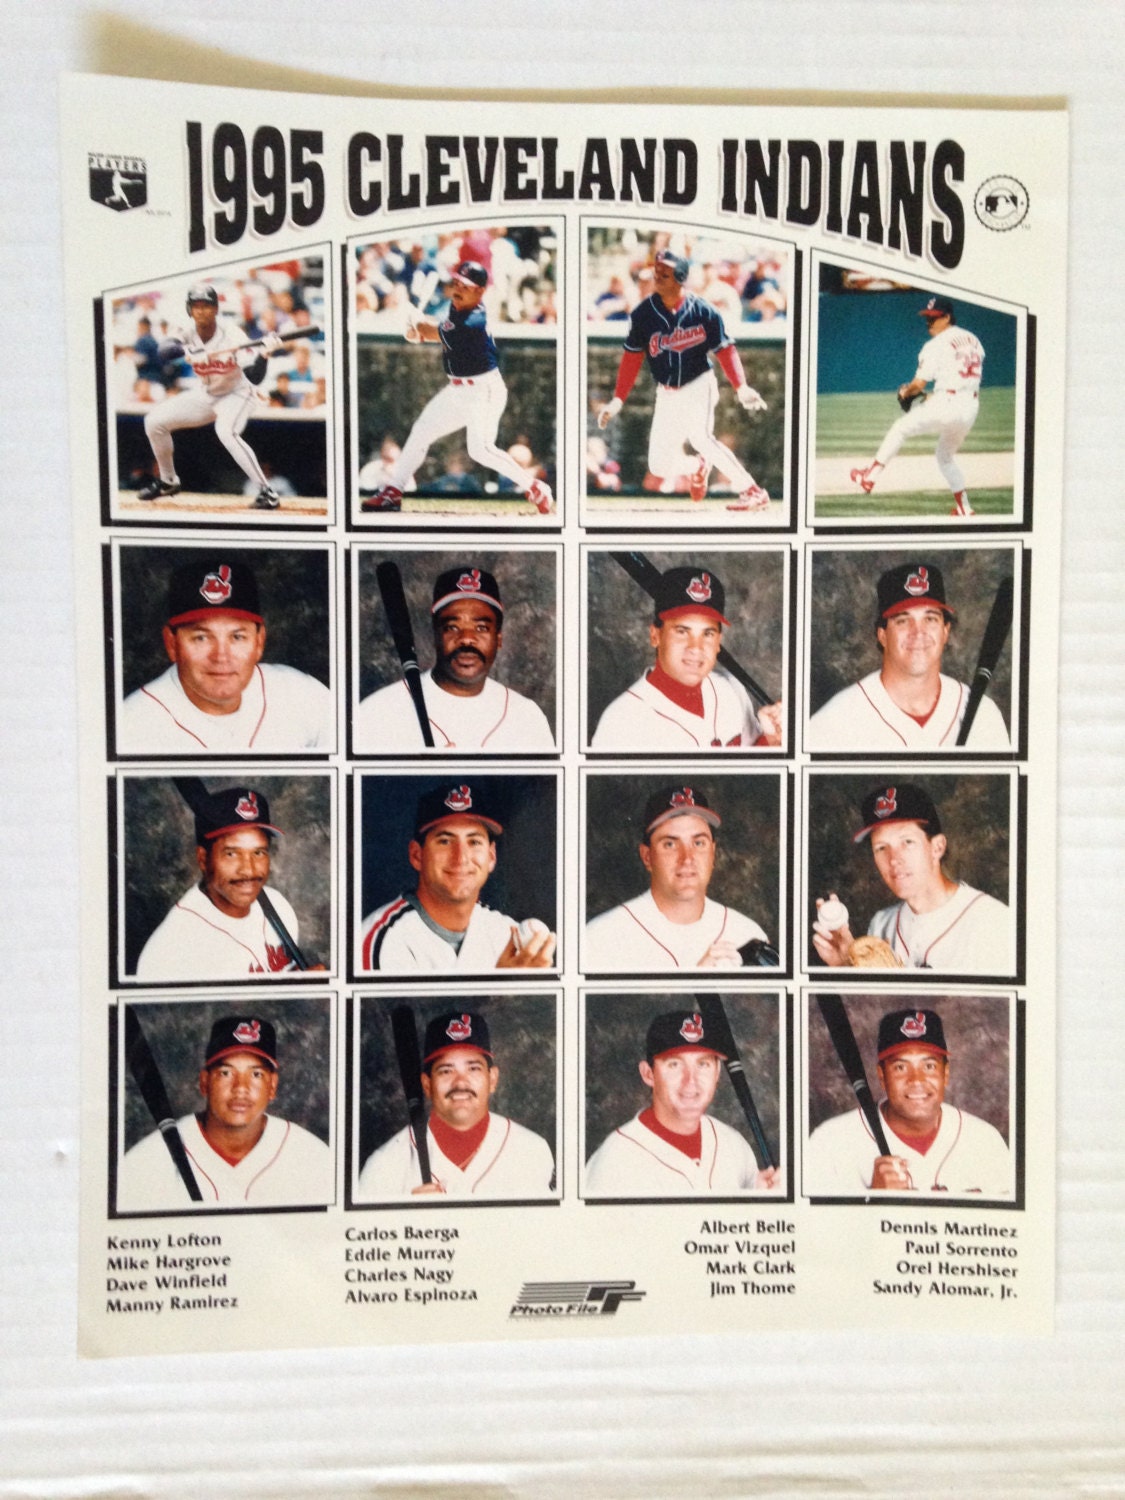 PLAYERS
1995 CLEVELAND INDIANS
Indians
32
Kenny Lofton
Mike Hargrove
Dave Winfield
Manny Ramirez
Carlos Baerga
Eddie Murray
Charles Nagy
Alvaro Espinoza
Albert Belle
Omar Vizquel
Mark Clark
Jim Thome
Dennis Martinez
Paul Sorrento
Orel Hershiser
Sandy Alomar, Jr.
Photo File